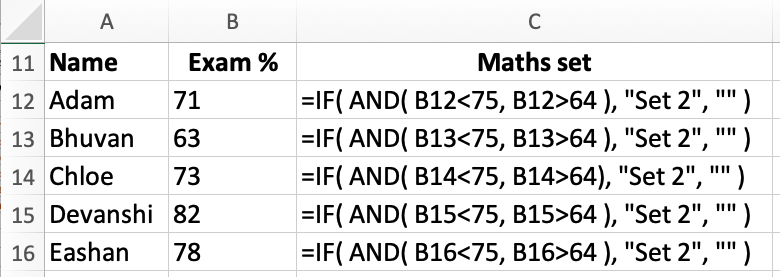 A B C
11 Name Exam % Maths set
12 Adam 71 =IF( AND( B12<75, B12>64 ), "Set 2", "" )
13 Bhuvan 63 =IF( AND( B13<75, B13>64 ), "Set 2", "" )
14 Chloe 73 =IF( AND( B14<75, B14>64), "Set 2", "" )
15 Devanshi 82 =IF( AND( B15<75, B15>64 ), "Set 2", "" )
16 Eashan 78 =IF( AND( B16<75, B16>64 ), "Set 2", "" )